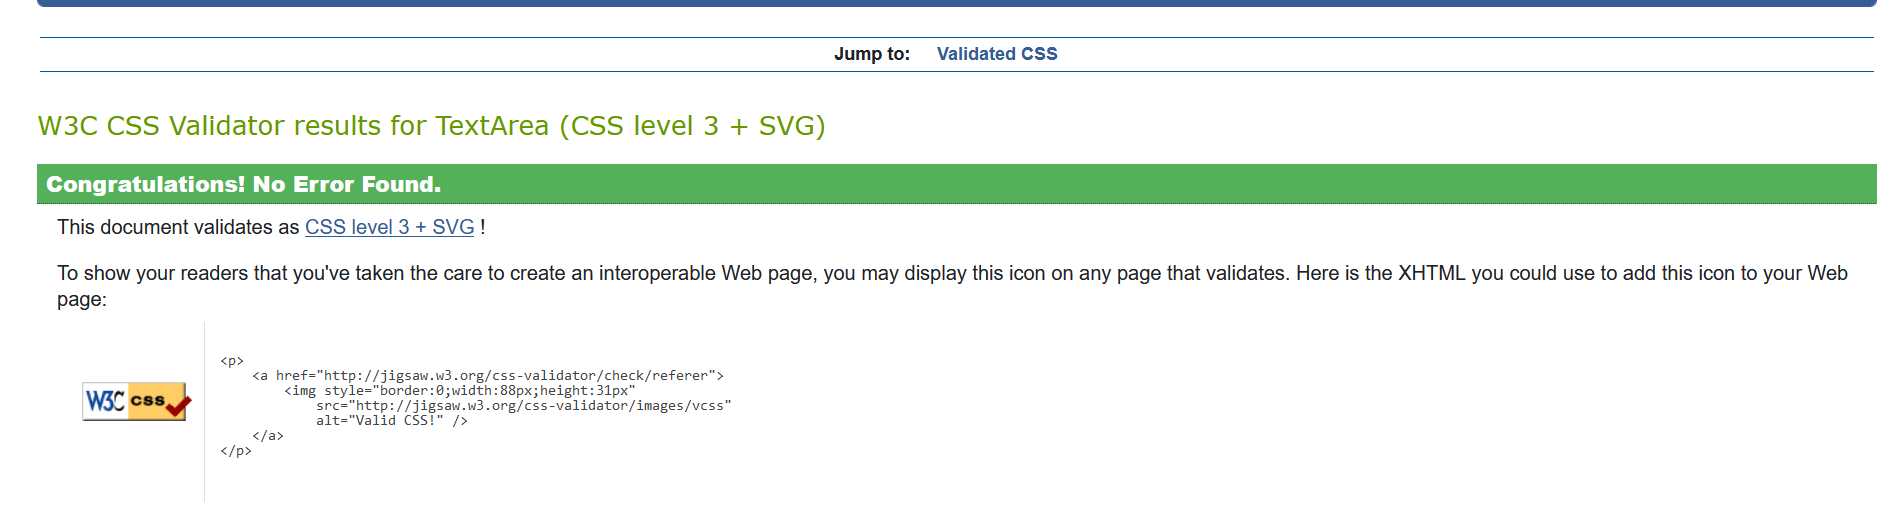 Jump to: Validated CSS
W3C CSS Validator results for TextArea (CSS level 3 + SVG)
Congratulations! No Error Found.
This document validates as CSS level 3 + SVG !
To show your readers that you've taken the care to create an interoperable Web page, you may display this icon on any page that validates. Here is the XHTML you could use to add this icon to your Web
page:
W3C css
<p>
    <a href="http://jigsaw.w3.org/css-validator/check/referer">
        <img style="border:0;width:88px;height:31px"
            src="http://jigsaw.w3.org/css-validator/images/vcss"
            alt="Valid CSS!" />
    </a>
</p>